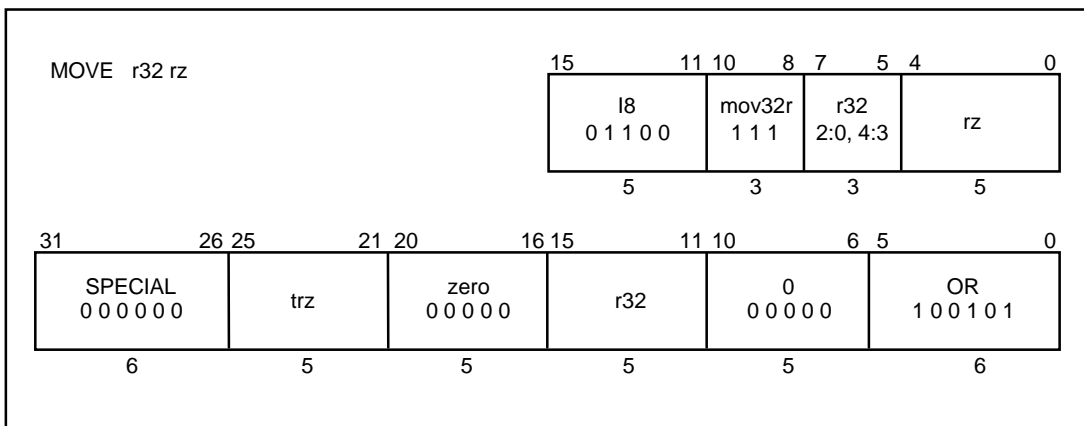 MOVE r32 rz
15 11 10 8 7 5 4 0
I8 mov32r r32 rz
0 1 1 0 0 1 1 1 2:0, 4:3
5 3 3 5
31 26 25 21 20 16 15 11 10 6 5 0
SPECIAL trz zero r32 0 OR
0 0 0 0 0 0 0 0 0 0 0 0 0 0 0 0 1 0 0 1 0 1
6 5 5 5 5 6